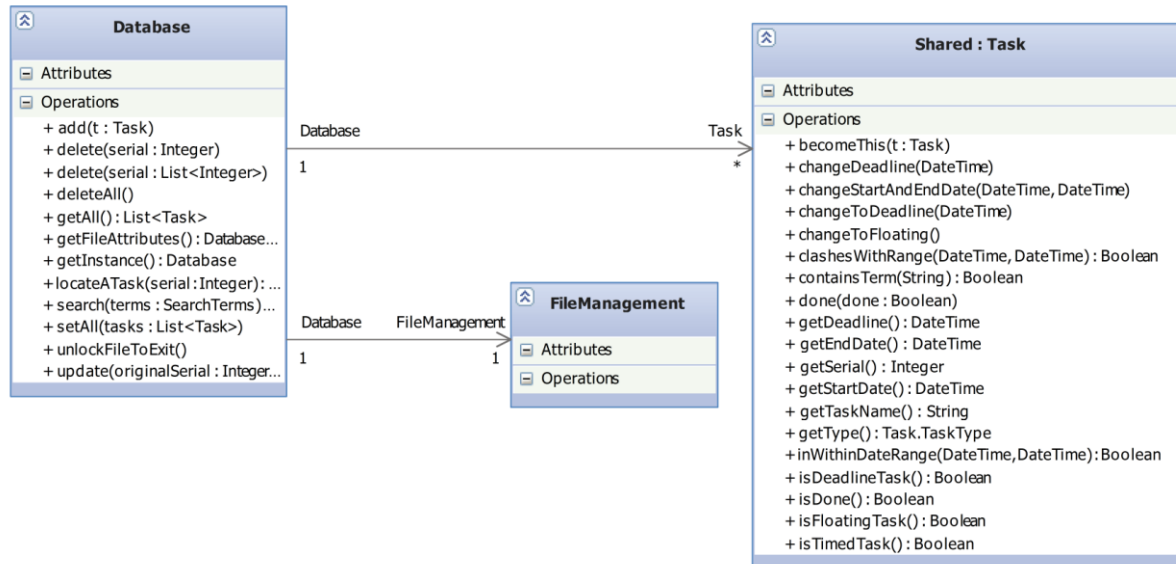 Database
Attributes
Operations
+ add(t : Task)
+ delete(serial : Integer)
+ delete(serial : List<Integer>)
+ deleteAll()
+ getAll() : List<Task>
+ getFileAttributes() : Database...
+ getInstance() : Database
+ locateATask(serial:Integer): ...
+ search(terms : SearchTerms)...
+ setAll(tasks : List<Task>)
+ unlockFileToExit()
+ update(originalSerial : Integer...
Database
Task
1
*
Database
FileManagement
1
1
FileManagement
Attributes
Operations
Shared : Task
Attributes
Operations
+ becomeThis(t : Task)
+ changeDeadline(DateTime)
+ changeStartAndEndDate(DateTime, DateTime)
+ changeToDeadline(DateTime)
+ changeToFloating()
+ clashesWithRange(DateTime, DateTime) : Boolean
+ containsTerm(String) : Boolean
+ done(done : Boolean)
+ getDeadline() : DateTime
+ getEndDate() : DateTime
+ getSerial() : Integer
+ getStartDate() : DateTime
+ getTaskName() : String
+ getType() : Task.TaskType
+inWithinDateRange(DateTime,DateTime):Boolean
+ isDeadlineTask() : Boolean
+ isDone() : Boolean
+ isFloatingTask() : Boolean
+ isTimedTask() : Boolean